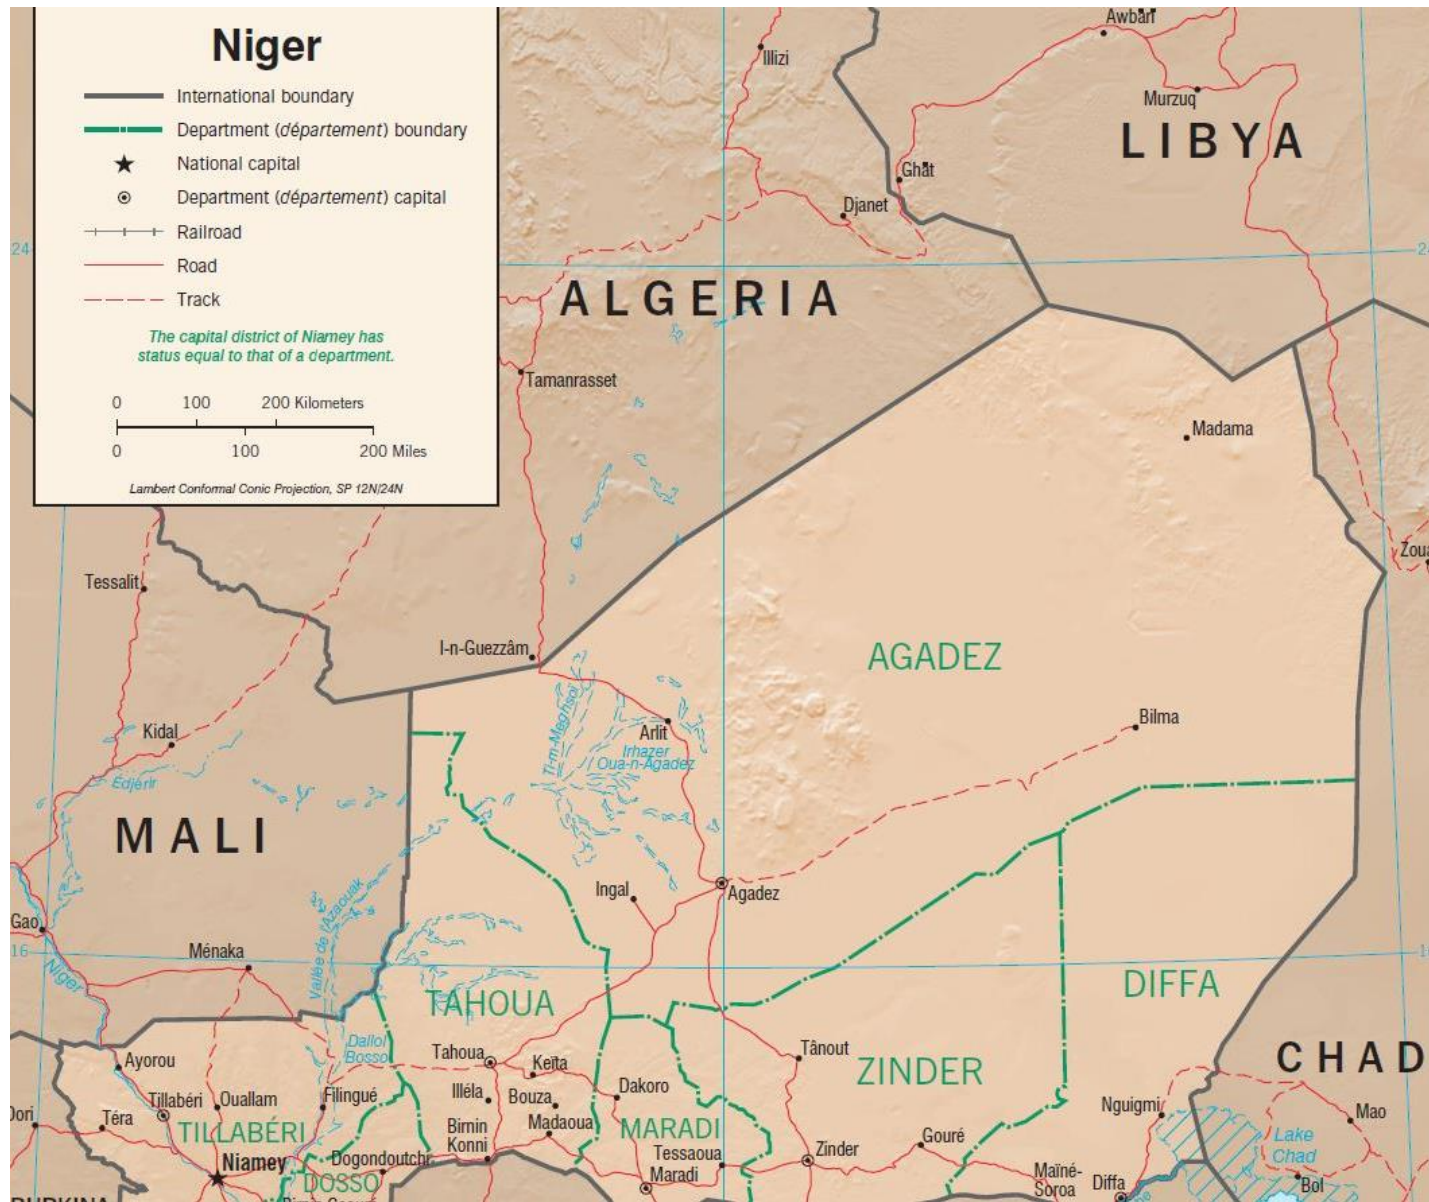 Niger
International boundary
Department (département) boundary
National capital
Department (département) capital
Railroad
Road
Track
The capital district of Niamey has
status equal to that of a department.
0 100 200 Kilometers
0 100 200 Miles
Lambert Conformal Conic Projection, SP 12N/24N
Awbārī
Illizi
Murzuq
LIBYA
Ghāt
Djanet
24
ALGERIA
Tamanrasset
Madama
Tessalit
I-n-Guezzâm
AGADEZ
Ti-m-Meghsoï
Arlit
Irhazer
Oua-n-Agadez
Bilma
Kidal
Edjérir
MALI
Vallée de l'Azaouak
Ingal
Agadez
Gao
16
Ménaka
Niger
TAHOUA
DIFFA
Dallol
Bosso
Tahoua
Keïta
Tânout
ZINDER
CHAD
Ayorou
Illéla
Bouza
Dakoro
Tillabéri
Ouallam
Filingué
Nguigmi
Mao
Téra
TILLABÉRI
Birnin
Konni
Madaoua
MARADI
Gouré
Lake
Chad
Niamey
Dogondoutchi
DOSSO
Tessaoua
Zinder
Maradi
Maïné-
Soroa
Diffa
Bol